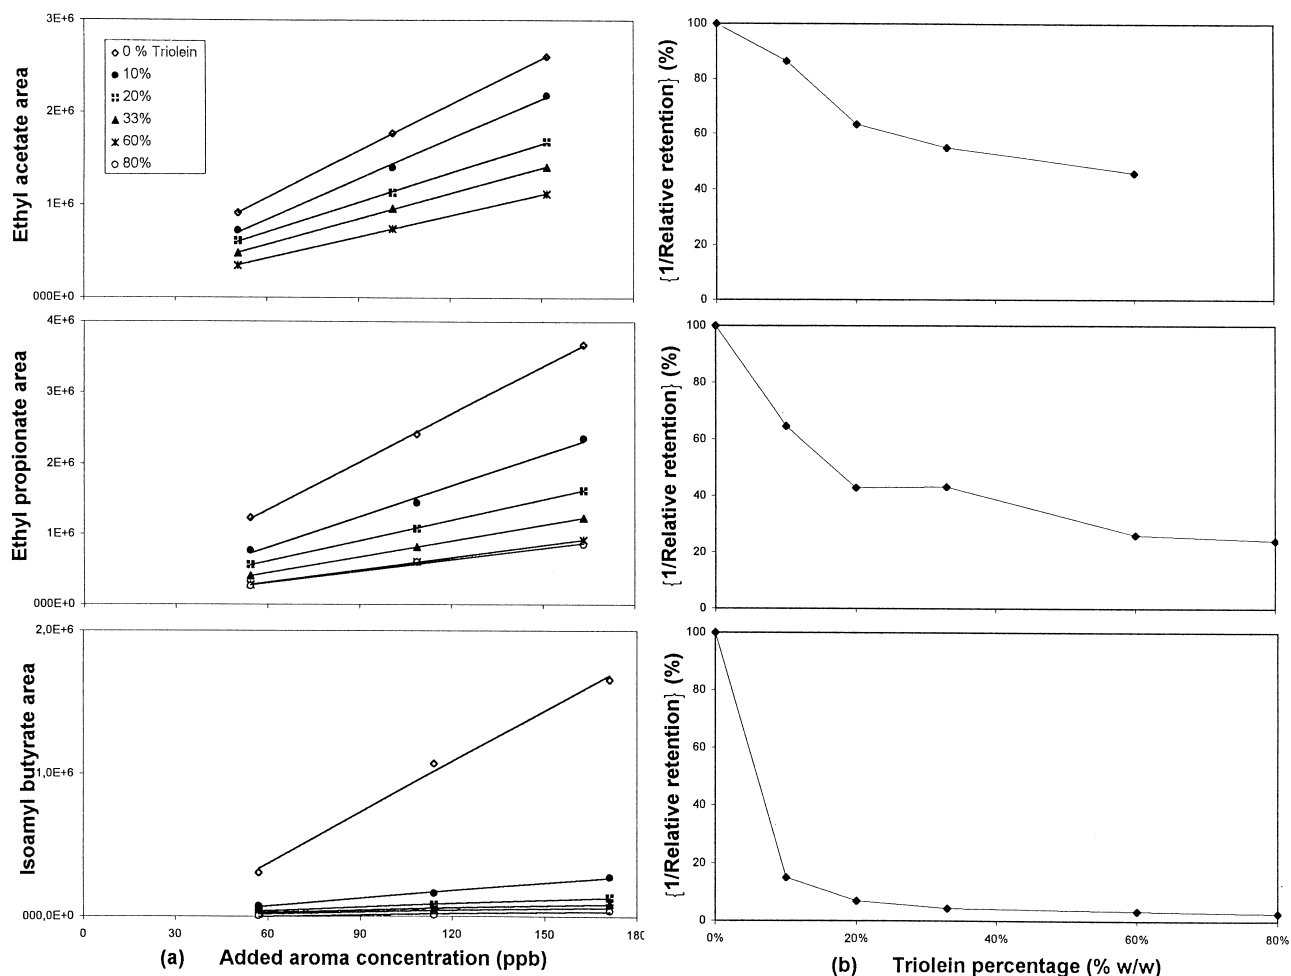 3E+6
2E+6
1E+6
000E+0
Ethyl acetate area
0 % Triolein
10%
20%
33%
60%
80%
100
80
60
40
20
0
{1/Relative retention} (%)
4E+6
3E+6
2E+6
1E+6
000E+0
Ethyl propionate area
100
80
60
40
20
0
{1/Relative retention} (%)
2,0E+6
1,0E+6
000,0E+0
Isoamyl butyrate area
0 30 60 90 120 150 180
(a) Added aroma concentration (ppb)
100
80
60
40
20
0
{1/Relative retention} (%)
0% 20% 40% 60% 80%
(b) Triolein percentage (% w/w)